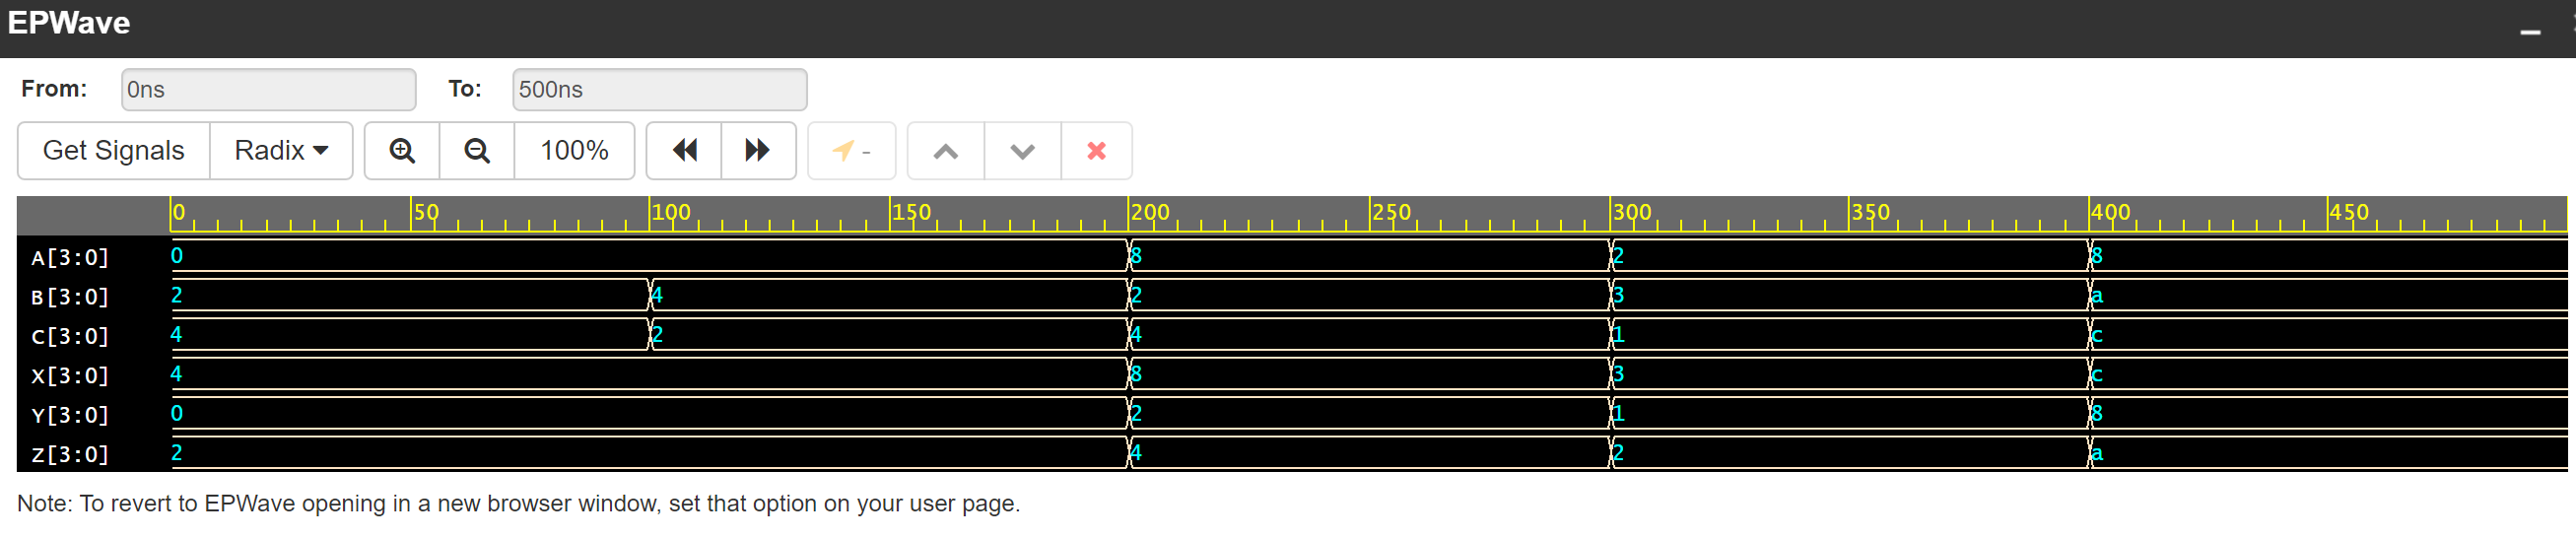 EPWave
From: 0ns To: 500ns
Get Signals Radix 100% -
0 50 100 150 200 250 300 350 400 450
A[3:0] 0 8 2 8
B[3:0] 2 4 2 3 a
C[3:0] 4 2 4 1 c
X[3:0] 4 8 3 c
Y[3:0] 0 2 1 8
Z[3:0] 2 4 2 a
Note: To revert to EPWave opening in a new browser window, set that option on your user page.